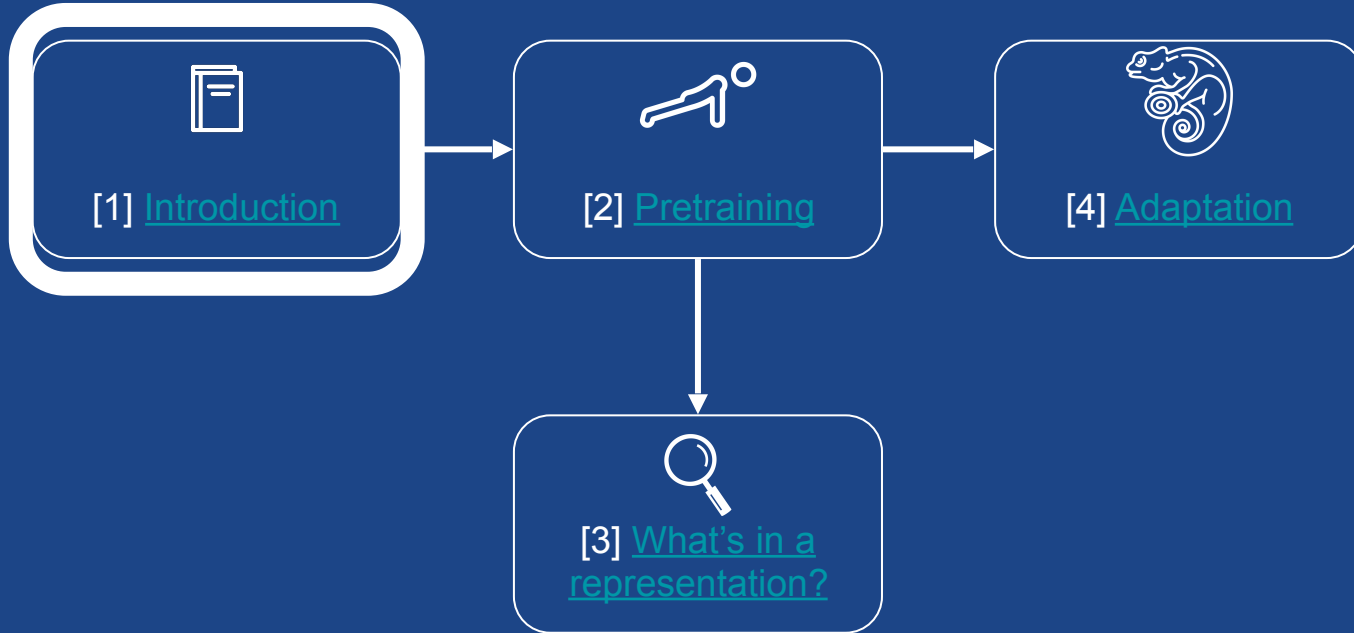 [1] Introduction
[2] Pretraining
[4] Adaptation
[3] What’s in a
representation?